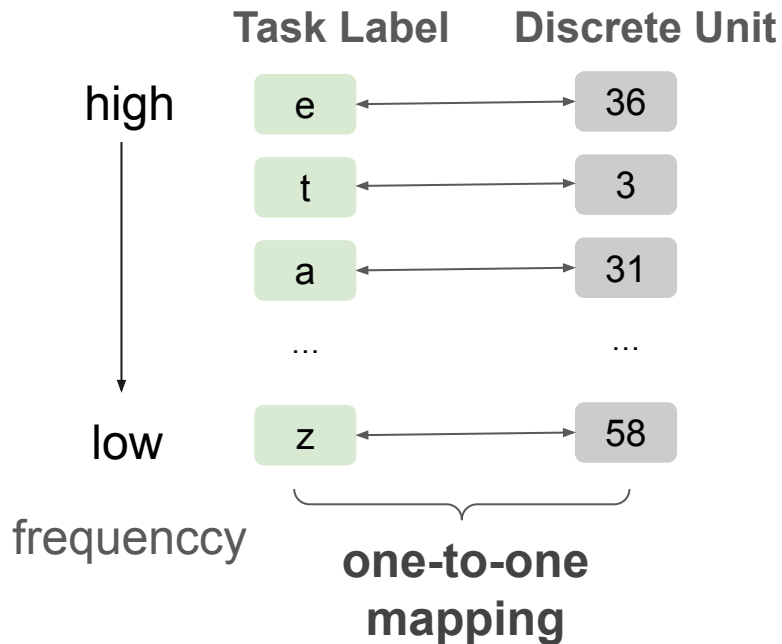 Task Label Discrete Unit
high e 36
t 3
a 31
... ...
low z 58
frequenccy
one-to-one
mapping